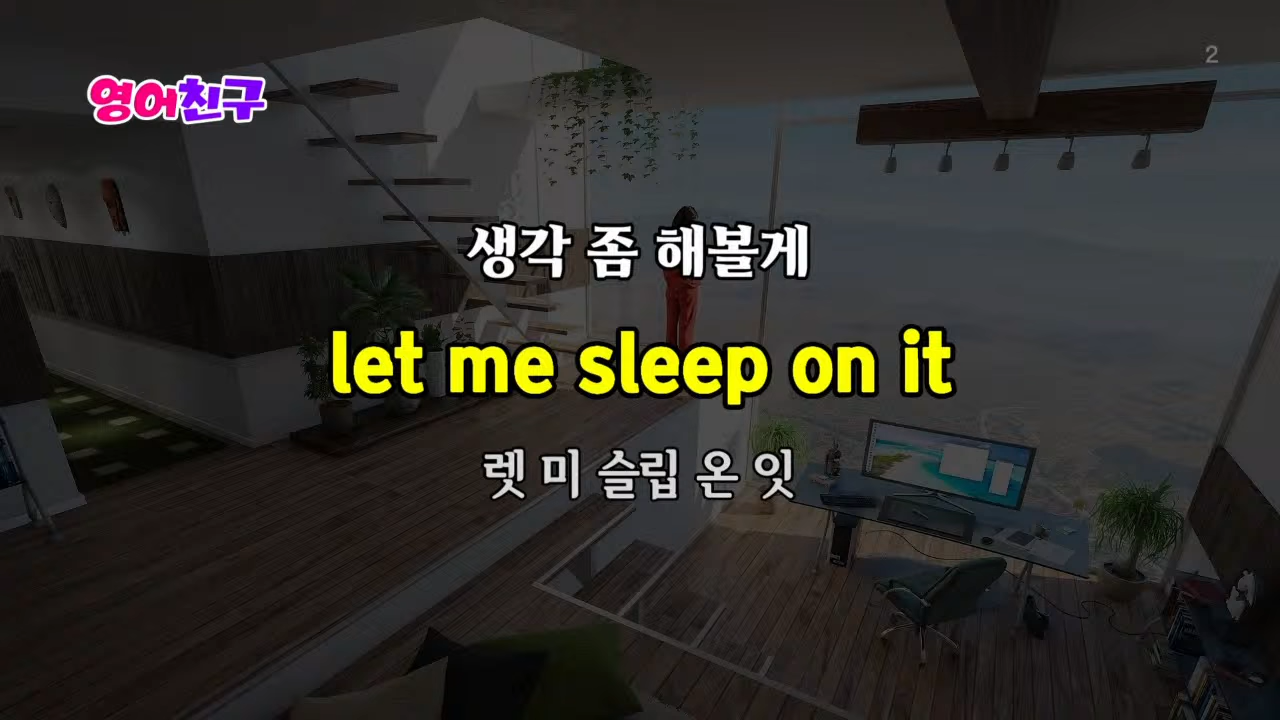 영어친구
2
생각 좀 해볼게
let me sleep on it
렛 미 슬립 온 잇